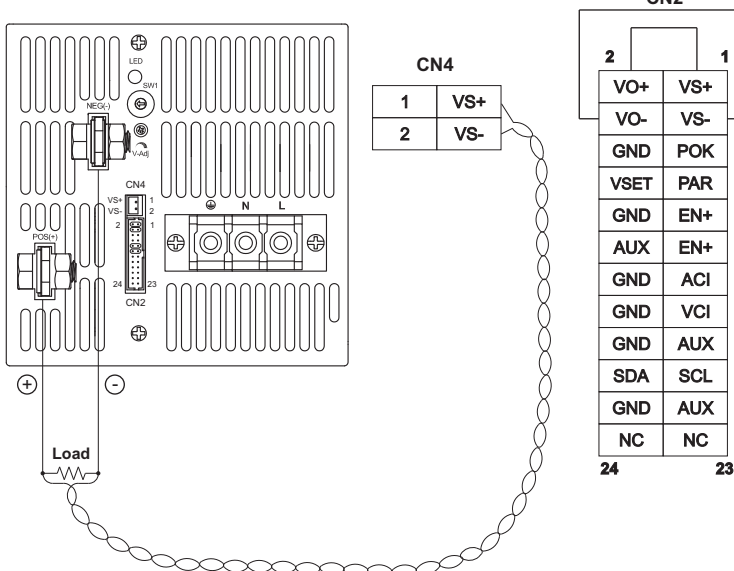 LED
SW1
NEG(-)
V-Adj
CN4
VS+ 1
VS- 2
2 1
POS(+)
24 23
CN2
N L
+ -
Load
CN4
1 VS+
2 VS-
CN2
2 1
VO+ VS+
VO- VS-
GND POK
VSET PAR
GND EN+
AUX EN+
GND ACI
GND VCI
GND AUX
SDA SCL
GND AUX
NC NC
24 23